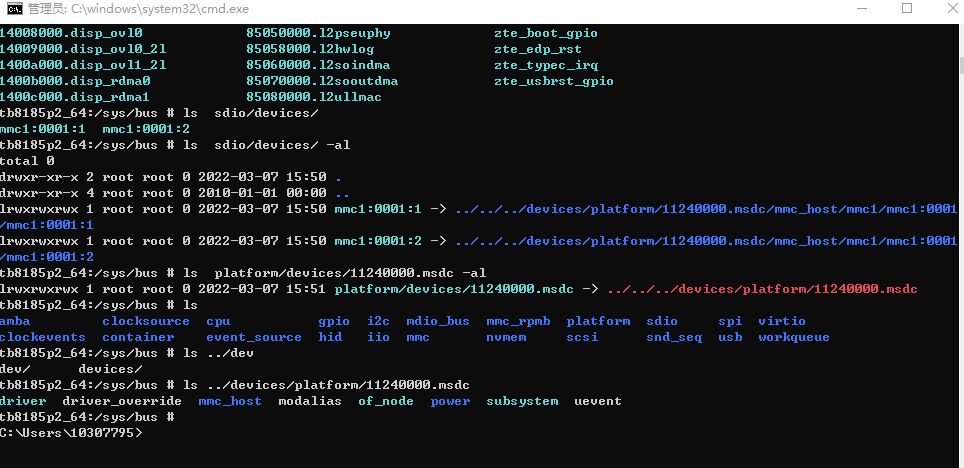 管理员: C:\windows\system32\cmd.exe
14008000.disp_ovl0 85050000.l2pseuphy zte_boot_gpio
14009000.disp_ovl0_2l 85058000.l2hwlog zte_edp_rst
1400a000.disp_ovl1_2l 85060000.l2soindma zte_typec_irq
1400b000.disp_rdma0 85070000.l2sooutdma zte_usbrst_gpio
1400c000.disp_rdma1 85080000.l2ullmac
tb8185p2_64:/sys/bus # ls  sdio/devices/
mmc1:0001:1  mmc1:0001:2
tb8185p2_64:/sys/bus # ls  sdio/devices/ -al
total 0
drwxr-xr-x 2 root root 0 2022-03-07 15:50 .
drwxr-xr-x 4 root root 0 2010-01-01 00:00 ..
lrwxrwxrwx 1 root root 0 2022-03-07 15:50 mmc1:0001:1 -> ../../../devices/platform/11240000.msdc/mmc_host/mmc1/mmc1:0001
/mmc1:0001:1
lrwxrwxrwx 1 root root 0 2022-03-07 15:50 mmc1:0001:2 -> ../../../devices/platform/11240000.msdc/mmc_host/mmc1/mmc1:0001
/mmc1:0001:2
tb8185p2_64:/sys/bus # ls  platform/devices/11240000.msdc -al
lrwxrwxrwx 1 root root 0 2022-03-07 15:51 platform/devices/11240000.msdc -> ../../../devices/platform/11240000.msdc
tb8185p2_64:/sys/bus # ls
amba clocksource cpu gpio i2c mdio_bus mmc_rpmb platform sdio spi virtio
clockevents container event_source hid iio mmc nvmem scsi snd_seq usb workqueue
tb8185p2_64:/sys/bus # ls ../dev
dev/ devices/
tb8185p2_64:/sys/bus # ls ../devices/platform/11240000.msdc
driver driver_override mmc_host modalias of_node power subsystem uevent
tb8185p2_64:/sys/bus #
C:\Users\10307795>